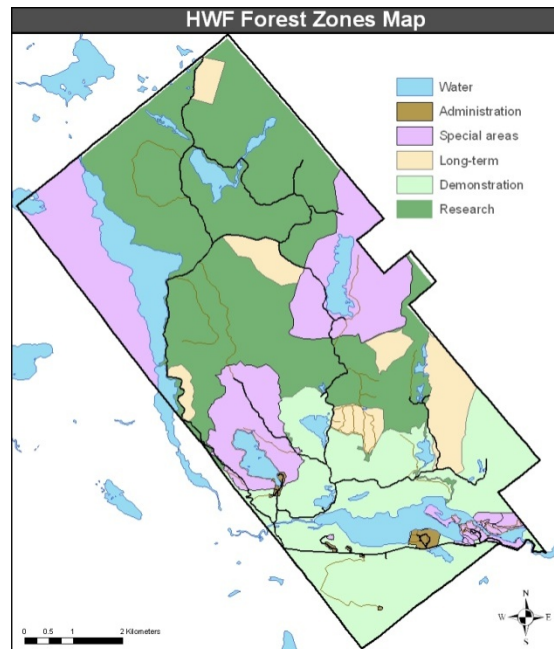 HWF Forest Zones Map
Water
Administration
Special areas
Long-term
Demonstration
Research
N
W E
S
0 0.5 1 2 Kilometers